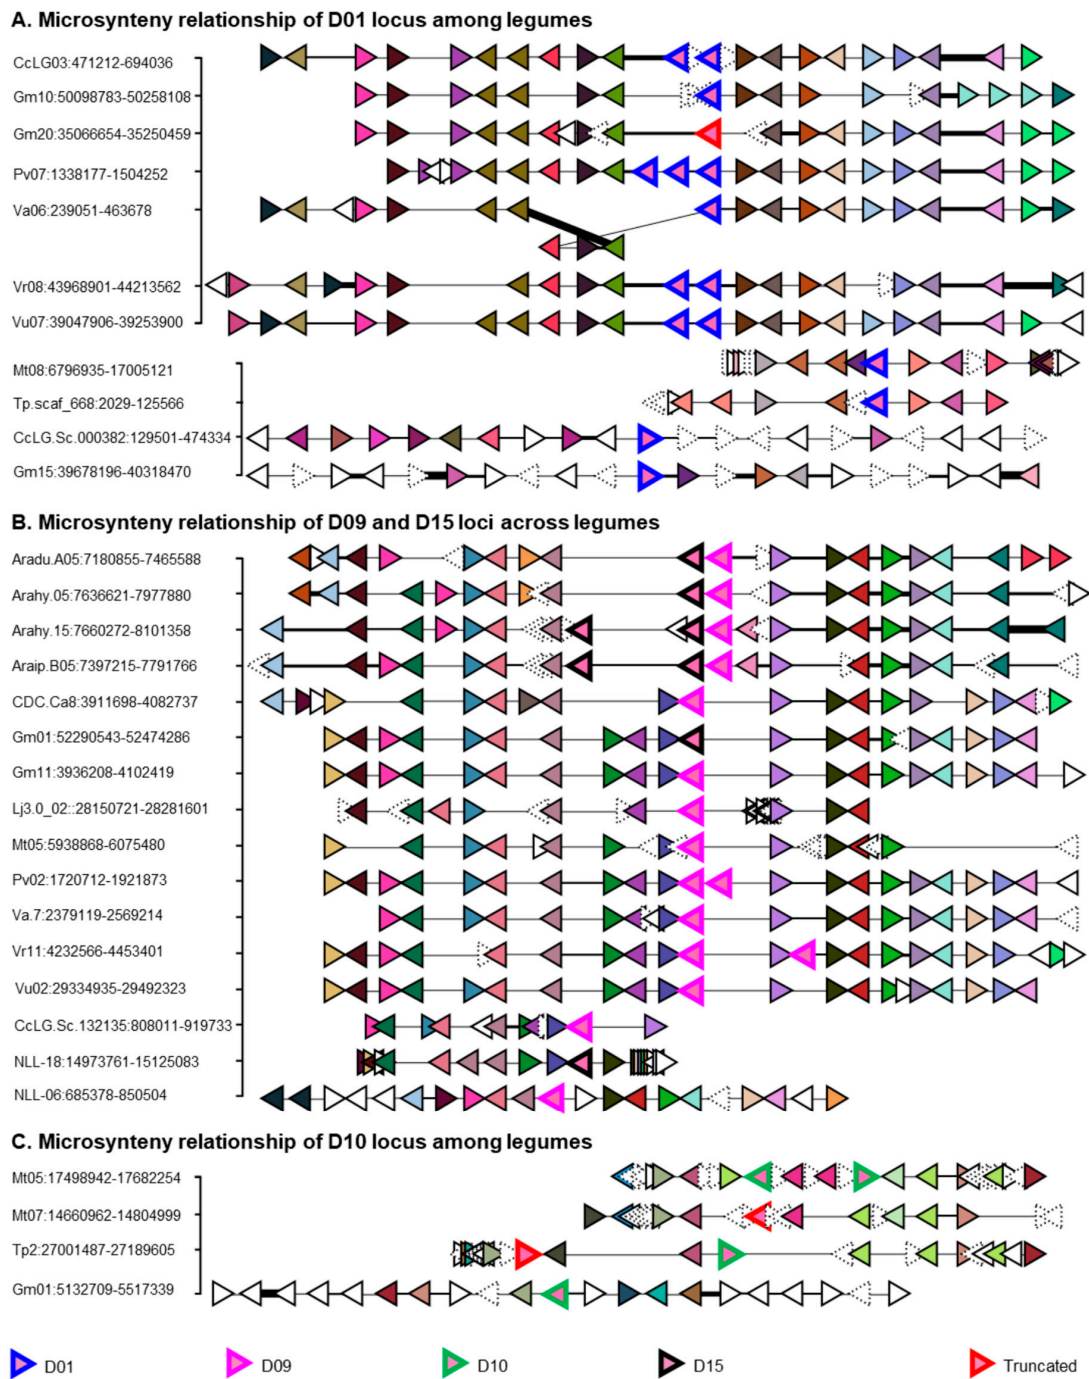 A. Microsynteny relationship of D01 locus among legumes
CcLG03:471212-694036
Gm10:50098783-50258108
Gm20:35066654-35250459
Pv07:1338177-1504252
Va06:239051-463678
Vr08:43968901-44213562
Vu07:39047906-39253900
Mt08:6796935-17005121
Tp.scaf_668:2029-125566
CcLG.Sc.000382:129501-474334
Gm15:39678196-40318470
B. Microsynteny relationship of D09 and D15 loci across legumes
Aradu.A05:7180855-7465588
Arahy.05:7636621-7977880
Arahy.15:7660272-8101358
Araip.B05:7397215-7791766
CDC.Ca8:3911698-4082737
Gm01:52290543-52474286
Gm11:3936208-4102419
Lj3.0_02::28150721-28281601
Mt05:5938868-6075480
Pv02:1720712-1921873
Va.7:2379119-2569214
Vr11:4232566-4453401
Vu02:29334935-29492323
CcLG.Sc.132135:808011-919733
NLL-18:14973761-15125083
NLL-06:685378-850504
C. Microsynteny relationship of D10 locus among legumes
Mt05:17498942-17682254
Mt07:14660962-14804999
Tp2:27001487-27189605
Gm01:5132709-5517339
D01 D09 D10 D15 Truncated